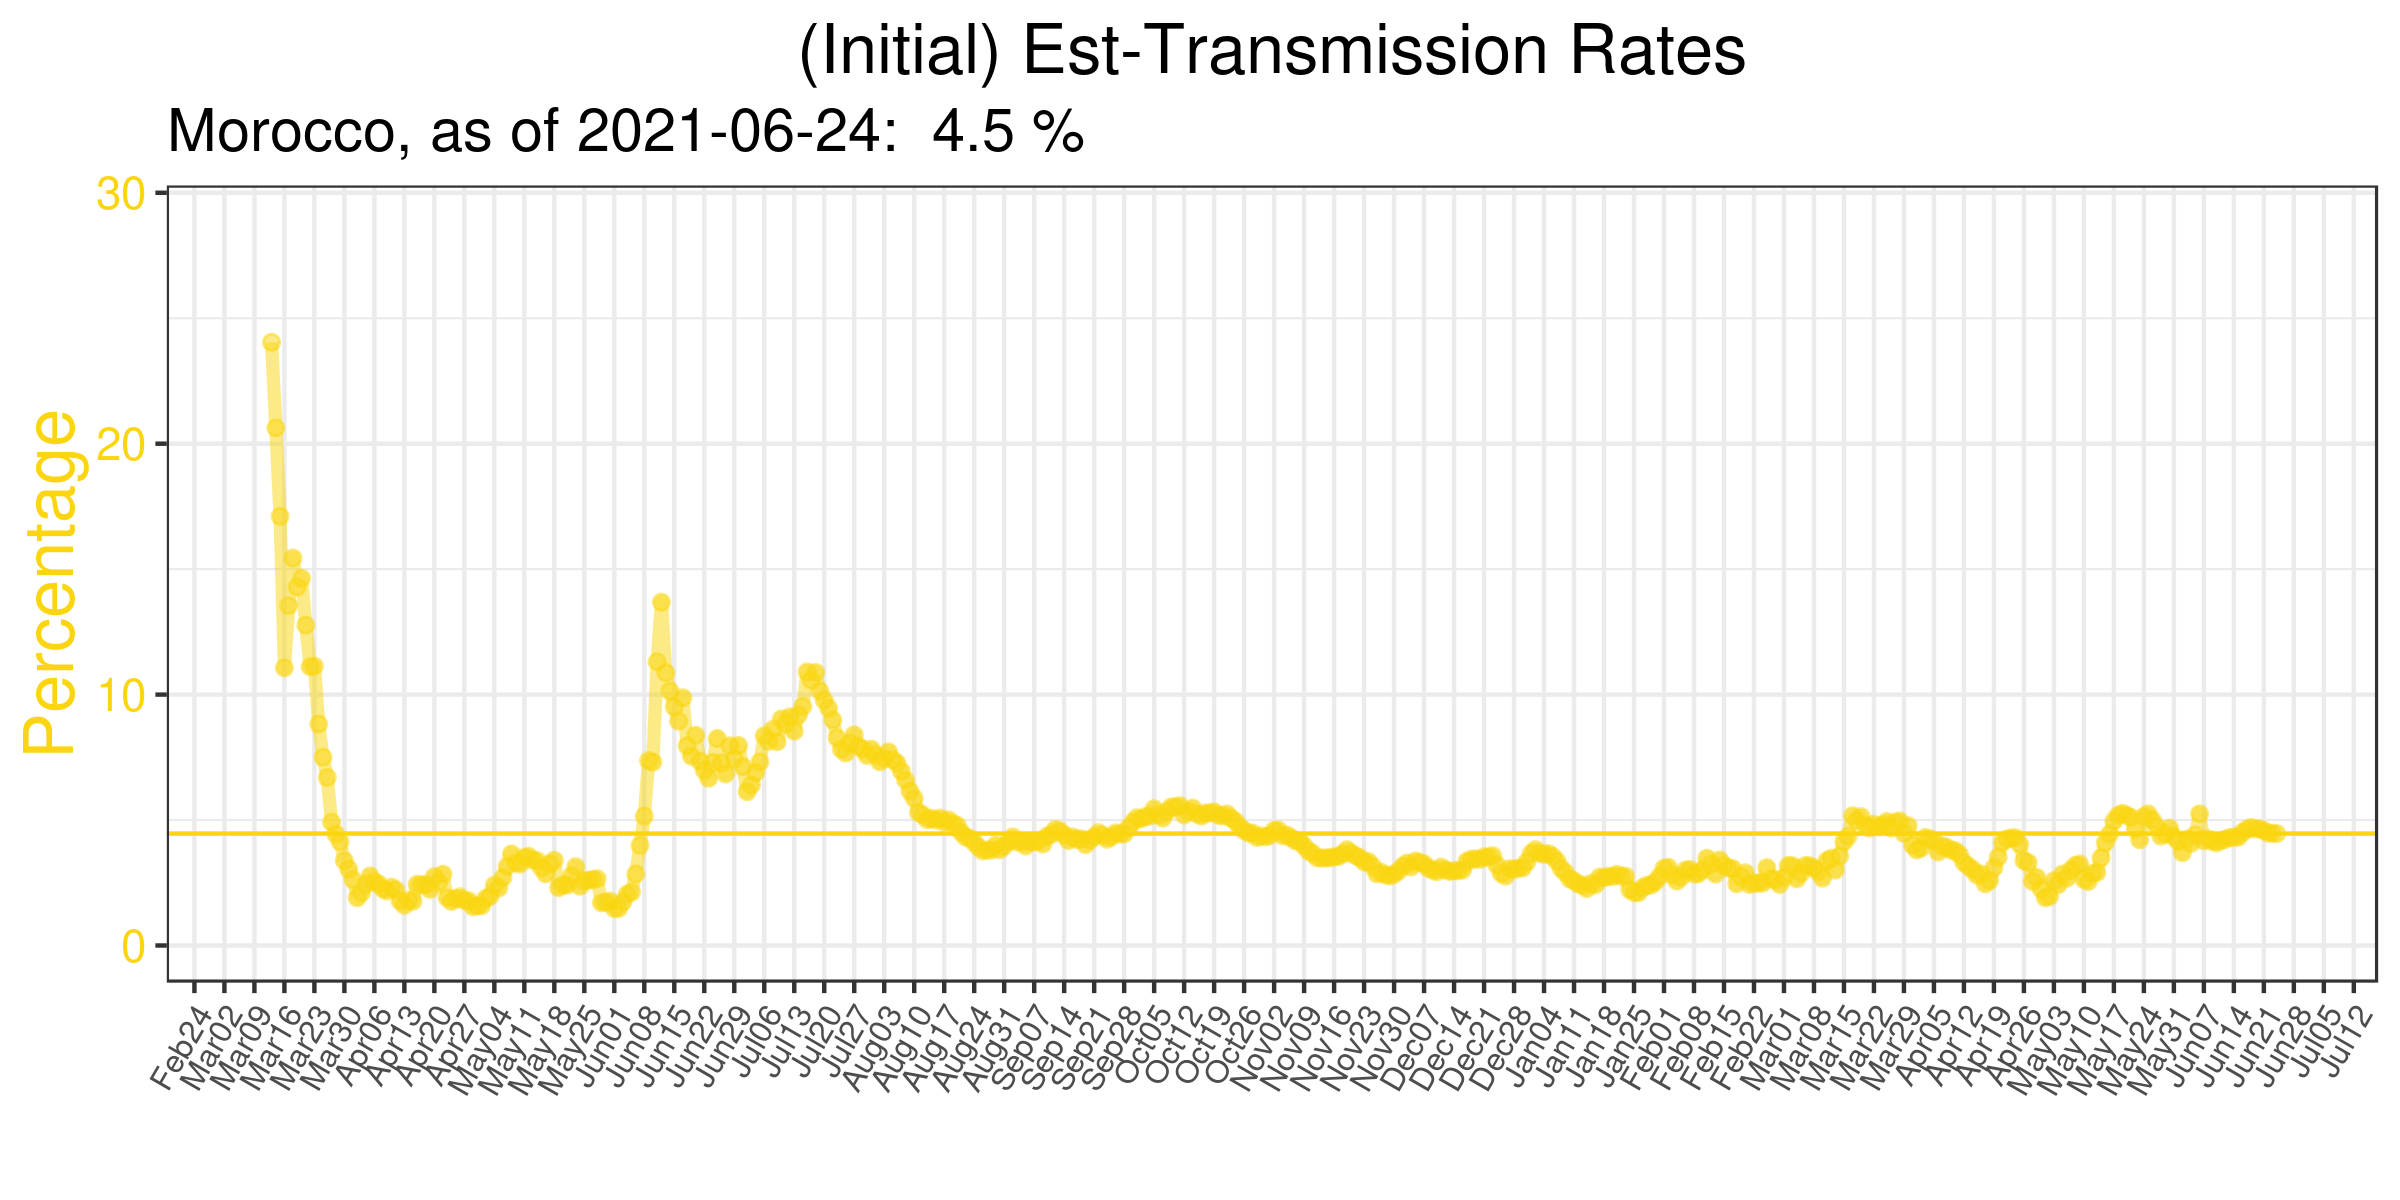 (Initial) Est-Transmission Rates
Morocco, as of 2021-06-24:  4.5 %
Percentage
30
20
10
0
Feb24
Mar02
Mar09
Mar16
Mar23
Mar30
Apr06
Apr13
Apr20
Apr27
May04
May11
May18
May25
Jun01
Jun08
Jun15
Jun22
Jun29
Jul06
Jul13
Jul20
Jul27
Aug03
Aug10
Aug17
Aug24
Aug31
Sep07
Sep14
Sep21
Sep28
Oct05
Oct12
Oct19
Oct26
Nov02
Nov09
Nov16
Nov23
Nov30
Dec07
Dec14
Dec21
Dec28
Jan04
Jan11
Jan18
Jan25
Feb01
Feb08
Feb15
Feb22
Mar01
Mar08
Mar15
Mar22
Mar29
Apr05
Apr12
Apr19
Apr26
May03
May10
May17
May24
May31
Jun07
Jun14
Jun21
Jun28
Jul05
Jul12